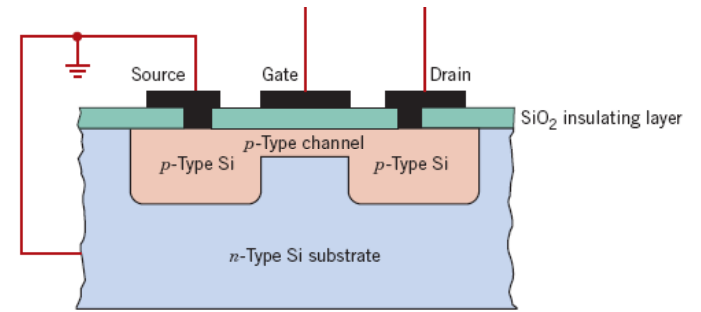 Source
Gate
Drain
SiO₂ insulating layer
p-Type channel
p-Type Si
p-Type Si
n-Type Si substrate